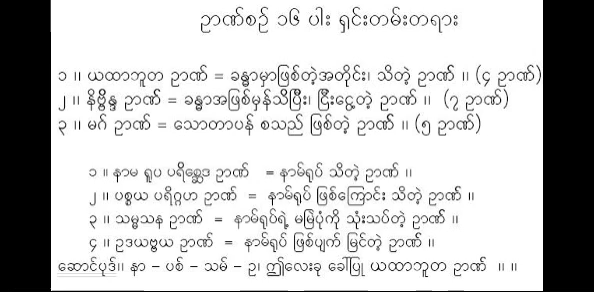 ဉာဏ်စဉ် ၁၆ ပါး ရှင်းတမ်းတရား
၁ ။ ယထာဘူတ ဉာဏ် = ခန္ဓာမှာဖြစ်တဲ့အတိုင်း၊ သိတဲ့ ဉာဏ် ။ (၄ ဉာဏ်)
၂ ။ နိဗ္ဗိန္ဒ ဉာဏ် = ခန္ဓာအဖြစ်မှန်သိပြီး၊ ငြီးငွေ့တဲ့ ဉာဏ် ။ (၇ ဉာဏ်)
၃ ။ မဂ် ဉာဏ် = သောတာပန် စသည် ဖြစ်တဲ့ ဉာဏ် ။ (၅ ဉာဏ်)
၁ ။ နာမ ရူပ ပရိစ္ဆေဒ ဉာဏ် = နာမ်ရုပ် သိတဲ့ ဉာဏ် ။
၂ ။ ပစ္စယ ပရိဂ္ဂဟ ဉာဏ် = နာမ်ရုပ် ဖြစ်ကြောင်း သိတဲ့ ဉာဏ် ။
၃ ။ သမ္မသန ဉာဏ် = နာမ်ရုပ်ရဲ့ မမြဲပုံကို သုံးသပ်တဲ့ ဉာဏ် ။
၄ ။ ဥဒယဗ္ဗယ ဉာဏ် = နာမ်ရုပ် ဖြစ်ပျက် မြင်တဲ့ ဉာဏ် ။
ဆောင်ပုဒ်။ နာ – ပစ် – သမ် – ဥ၊ ဤလေးခု ခေါ်ပြု ယထာဘူတ ဉာဏ် ။ ။